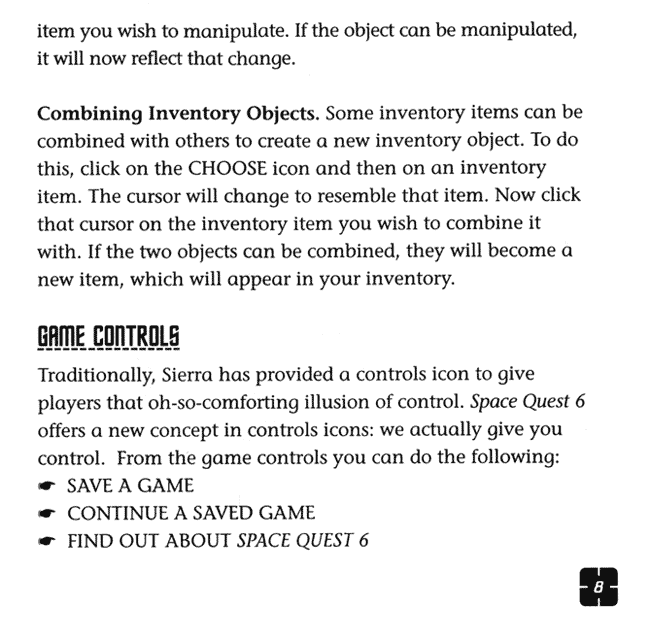 item you wish to manipulate. If the object can be manipulated,
it will now reflect that change.
Combining Inventory Objects. Some inventory items can be
combined with others to create a new inventory object. To do
this, click on the CHOOSE icon and then on an inventory
item. The cursor will change to resemble that item. Now click
that cursor on the inventory item you wish to combine it
with. If the two objects can be combined, they will become a
new item, which will appear in your inventory.
GAME CONTROLS
Traditionally, Sierra has provided a controls icon to give
players that oh-so-comforting illusion of control. Space Quest 6
offers a new concept in controls icons: we actually give you
control. From the game controls you can do the following:
☛ SAVE A GAME
☛ CONTINUE A SAVED GAME
☛ FIND OUT ABOUT SPACE QUEST 6
8